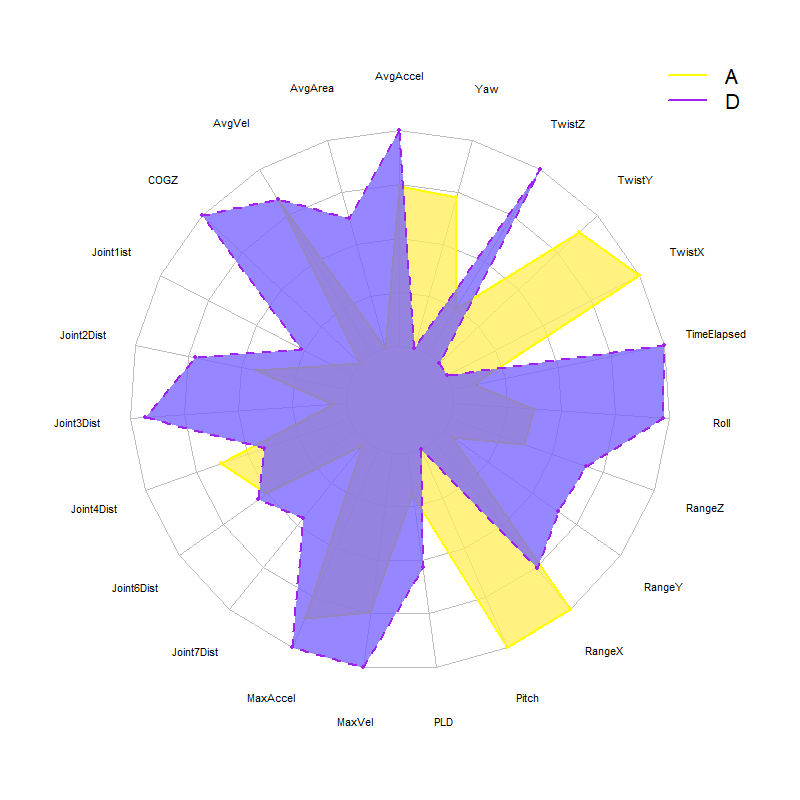 A
D
AvgAccel
Yaw
TwistZ
TwistY
TwistX
TimeElapsed
Roll
RangeZ
RangeY
RangeX
Pitch
PLD
MaxVel
MaxAccel
Joint7Dist
Joint6Dist
Joint4Dist
Joint3Dist
Joint2Dist
Joint1ist
COGZ
AvgVel
AvgArea